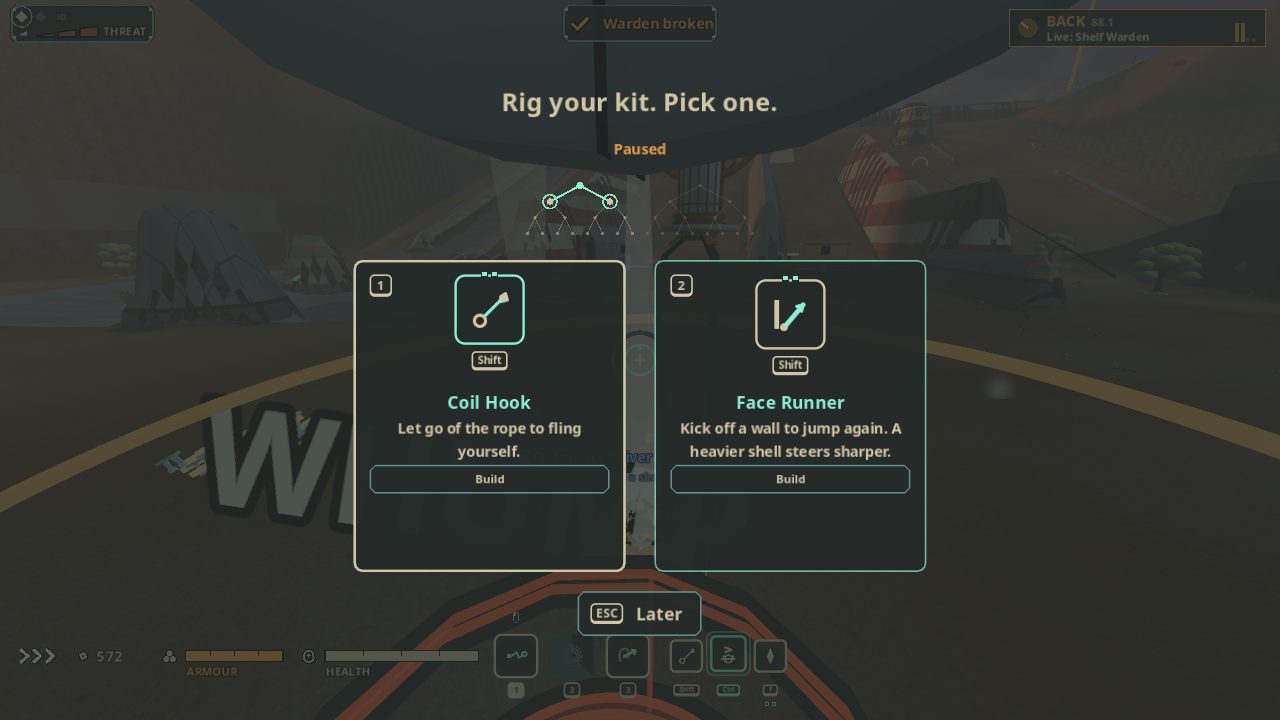 10
THREAT
Warden broken
BACK 88.1
Live: Shelf Warden
Rig your kit. Pick one.
Paused
1
Shift
Coil Hook
Let go of the rope to fling
yourself.
Build
2
Shift
Face Runner
Kick off a wall to jump again. A
heavier shell steers sharper.
Build
ESC Later
572
ARMOUR
HEALTH
1
2
3
Shift
Ctrl
F